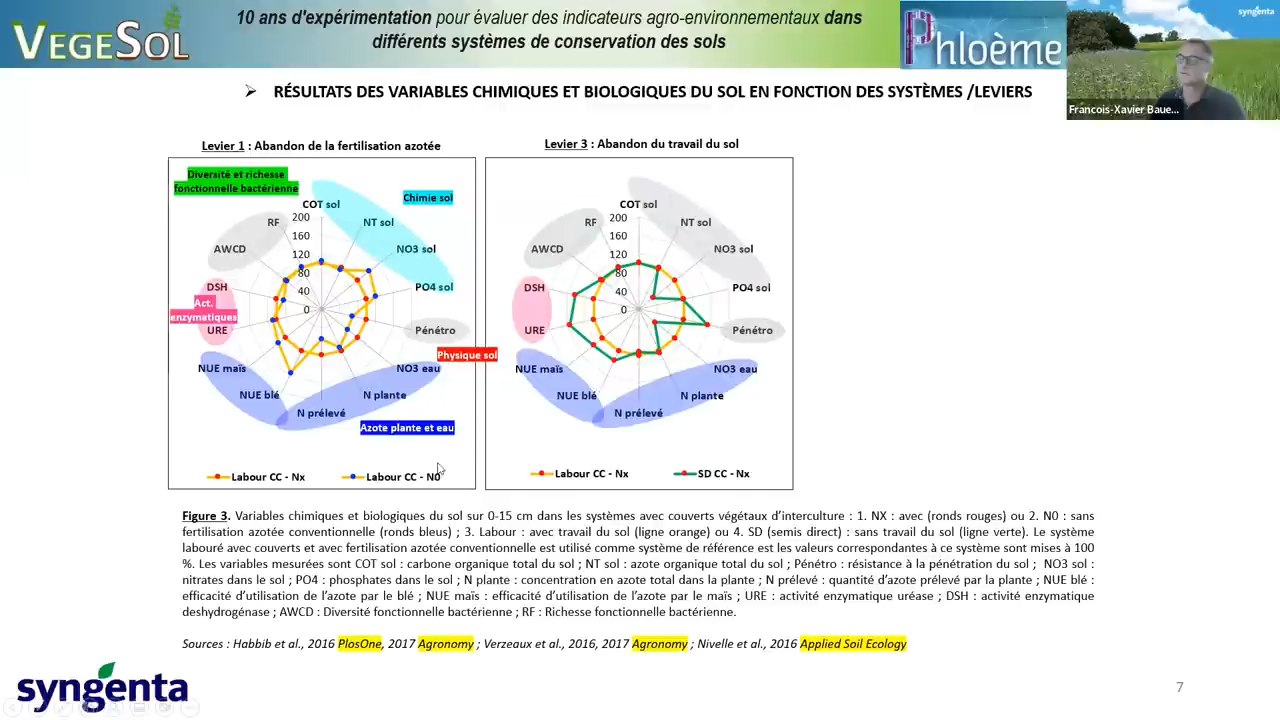 VEGESOL
10 ans d'expérimentation pour évaluer des indicateurs agro-environnementaux dans
différents systèmes de conservation des sols
Phloème
syngenta
Francois-Xavier Baue...
➢ RÉSULTATS DES VARIABLES CHIMIQUES ET BIOLOGIQUES DU SOL EN FONCTION DES SYSTÈMES /LEVIERS
Levier 1 : Abandon de la fertilisation azotée
Diversité et richesse
fonctionnelle bactérienne
Chimie sol
COT sol
NT sol
NO3 sol
PO4 sol
Pénétro
NO3 eau
N plante
N prélevé
NUE blé
NUE maïs
URE
DSH
AWCD
RF
200
160
120
80
40
0
Act.
enzymatiques
Physique sol
Azote plante et eau
Labour CC - Nx
Labour CC - N0
Levier 3 : Abandon du travail du sol
COT sol
NT sol
NO3 sol
PO4 sol
Pénétro
NO3 eau
N plante
N prélevé
NUE blé
NUE maïs
URE
DSH
AWCD
RF
200
160
120
80
40
0
Labour CC - Nx
SD CC - Nx
Figure 3. Variables chimiques et biologiques du sol sur 0-15 cm dans les systèmes avec couverts végétaux d'interculture : 1. NX : avec (ronds rouges) ou 2. N0 : sans
fertilisation azotée conventionnelle (ronds bleus) ; 3. Labour : avec travail du sol (ligne orange) ou 4. SD (semis direct) : sans travail du sol (ligne verte). Le système
labouré avec couverts et avec fertilisation azotée conventionnelle est utilisé comme système de référence est les valeurs correspondantes à ce système sont mises à 100
%. Les variables mesurées sont COT sol : carbone organique total du sol ; NT sol : azote organique total du sol ; Pénétro : résistance à la pénétration du sol ; NO3 sol :
nitrates dans le sol ; PO4 : phosphates dans le sol ; N plante : concentration en azote total dans la plante ; N prélevé : quantité d'azote prélevé par la plante ; NUE blé :
efficacité d'utilisation de l'azote par le blé ; NUE maïs : efficacité d'utilisation de l'azote par le maïs ; URE : activité enzymatique uréase ; DSH : activité enzymatique
deshydrogénase ; AWCD : Diversité fonctionnelle bactérienne ; RF : Richesse fonctionnelle bactérienne.
Sources : Habbib et al., 2016 PlosOne, 2017 Agronomy ; Verzeaux et al., 2016, 2017 Agronomy ; Nivelle et al., 2016 Applied Soil Ecology
syngenta
7